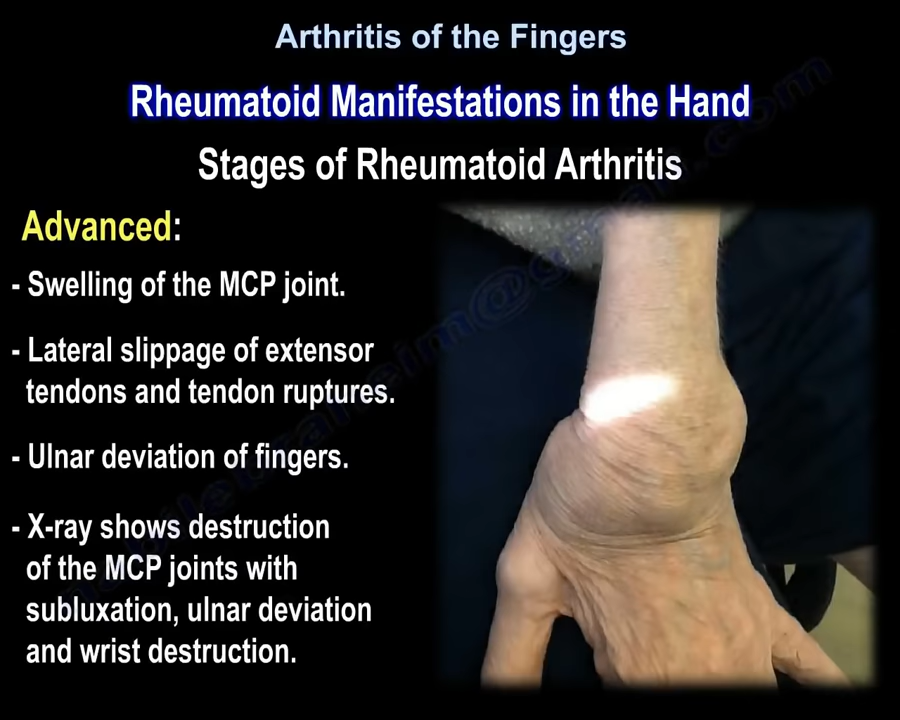 Arthritis of the Fingers
Rheumatoid Manifestations in the Hand
Stages of Rheumatoid Arthritis
Advanced:
- Swelling of the MCP joint.
- Lateral slippage of extensor
tendons and tendon ruptures.
- Ulnar deviation of fingers.
- X-ray shows destruction
of the MCP joints with
subluxation, ulnar deviation
and wrist destruction.